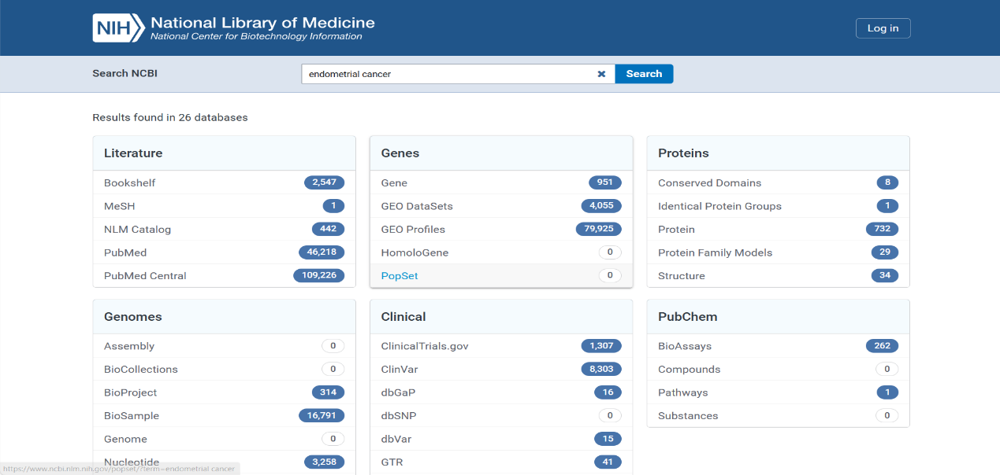 NIH National Library of Medicine
National Center for Biotechnology Information
Log in
Search NCBI
endometrial cancer
Search
Results found in 26 databases
Literature
Bookshelf 2,547
MeSH 1
NLM Catalog 442
PubMed 46,218
PubMed Central 109,226
Genes
Gene 951
GEO DataSets 4,055
GEO Profiles 79,925
HomoloGene 0
PopSet 0
Proteins
Conserved Domains 8
Identical Protein Groups 1
Protein 732
Protein Family Models 29
Structure 34
Genomes
Assembly 0
BioCollections 0
BioProject 314
BioSample 16,791
Genome 0
Nucleotide 3,258
Clinical
ClinicalTrials.gov 1,307
ClinVar 8,303
dbGaP 16
dbSNP 0
dbVar 15
GTR 41
PubChem
BioAssays 262
Compounds 0
Pathways 1
Substances 0
https://www.ncbi.nlm.nih.gov/popset/?term=endometrial cancer